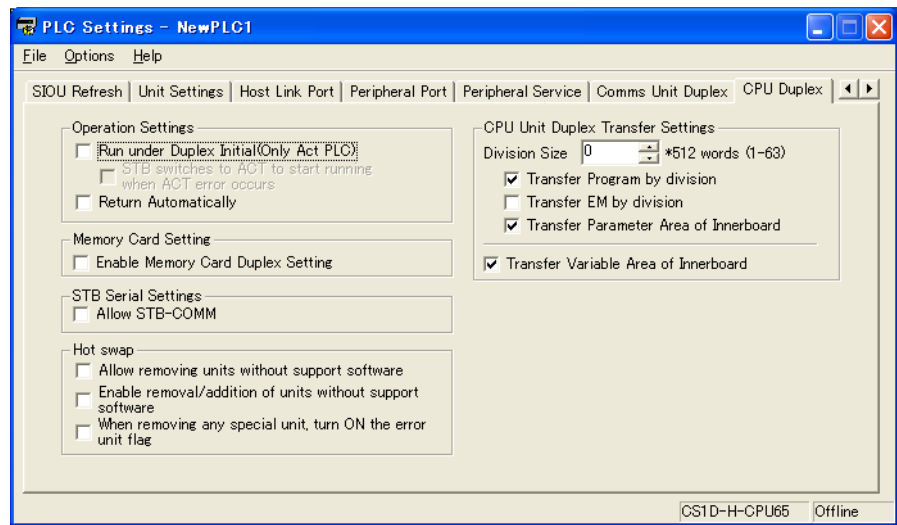 PLC Settings - NewPLC1
File Options Help
SIOU Refresh Unit Settings Host Link Port Peripheral Port Peripheral Service Comms Unit Duplex CPU Duplex
Operation Settings
Run under Duplex Initial(Only Act PLC)
STB switches to ACT to start running
when ACT error occurs
Return Automatically
Memory Card Setting
Enable Memory Card Duplex Setting
STB Serial Settings
Allow STB-COMM
Hot swap
Allow removing units without support software
Enable removal/addition of units without support
software
When removing any special unit, turn ON the error
unit flag
CPU Unit Duplex Transfer Settings
Division Size 0 *512 words (1-63)
Transfer Program by division
Transfer EM by division
Transfer Parameter Area of Innerboard
Transfer Variable Area of Innerboard
CS1D-H-CPU65 Offline